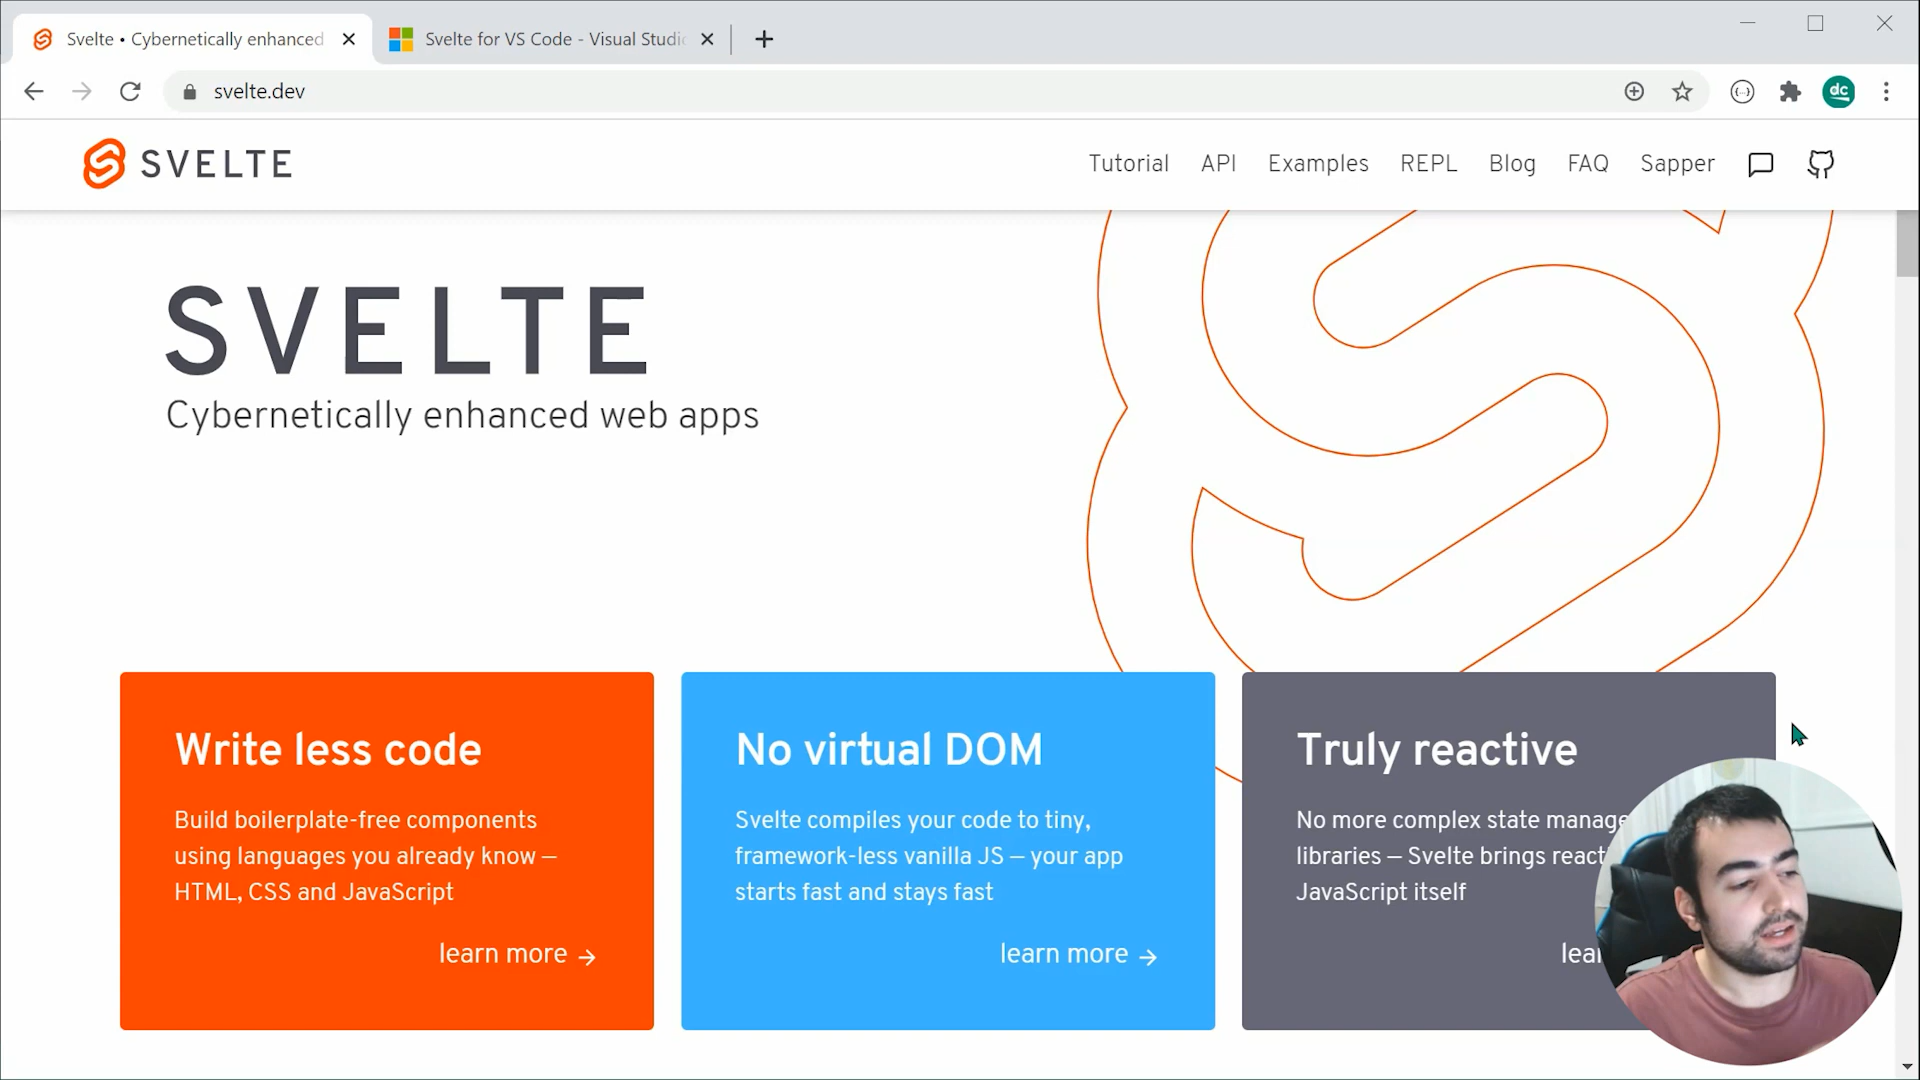 Svelte • Cybernetically enhanced
Svelte for VS Code - Visual Studi
svelte.dev
dc
SVELTE
Tutorial API Examples REPL Blog FAQ Sapper
SVELTE
Cybernetically enhanced web apps
Write less code
Build boilerplate-free components
using languages you already know —
HTML, CSS and JavaScript
learn more →
No virtual DOM
Svelte compiles your code to tiny,
framework-less vanilla JS — your app
starts fast and stays fast
learn more →
Truly reactive
No more complex state manage
libraries — Svelte brings react
JavaScript itself
lear